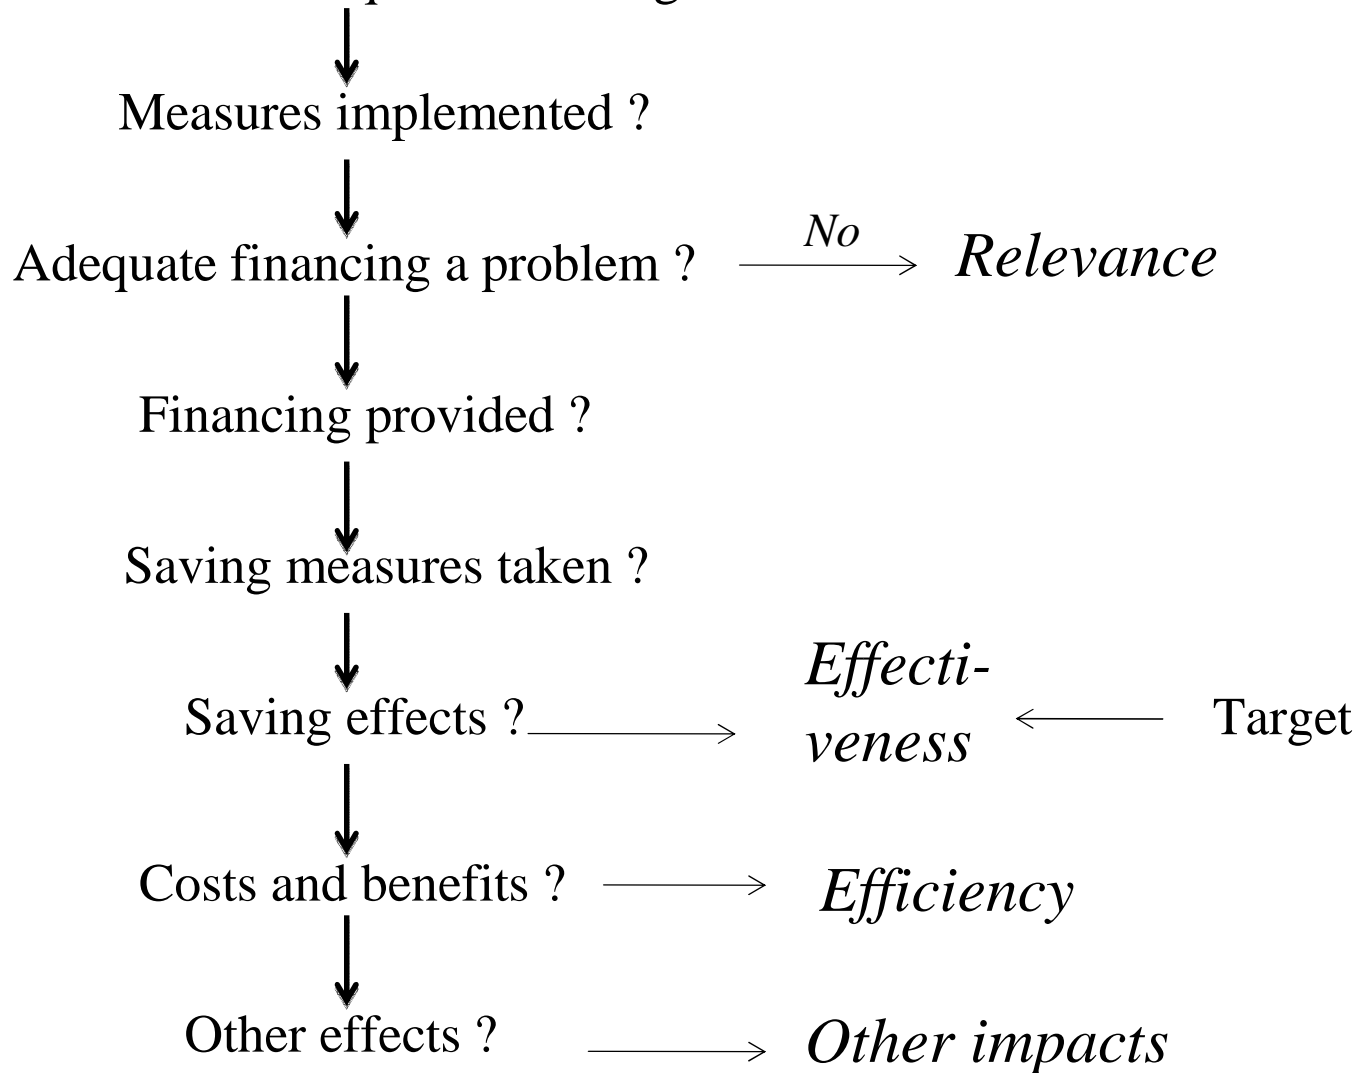 Measures implemented ?
No
Adequate financing a problem ?
Relevance
Financing provided ?
Saving measures taken ?
Effecti-
Saving effects ?
veness
Target
Costs and benefits ?
Efficiency
Other effects ?
Other impacts